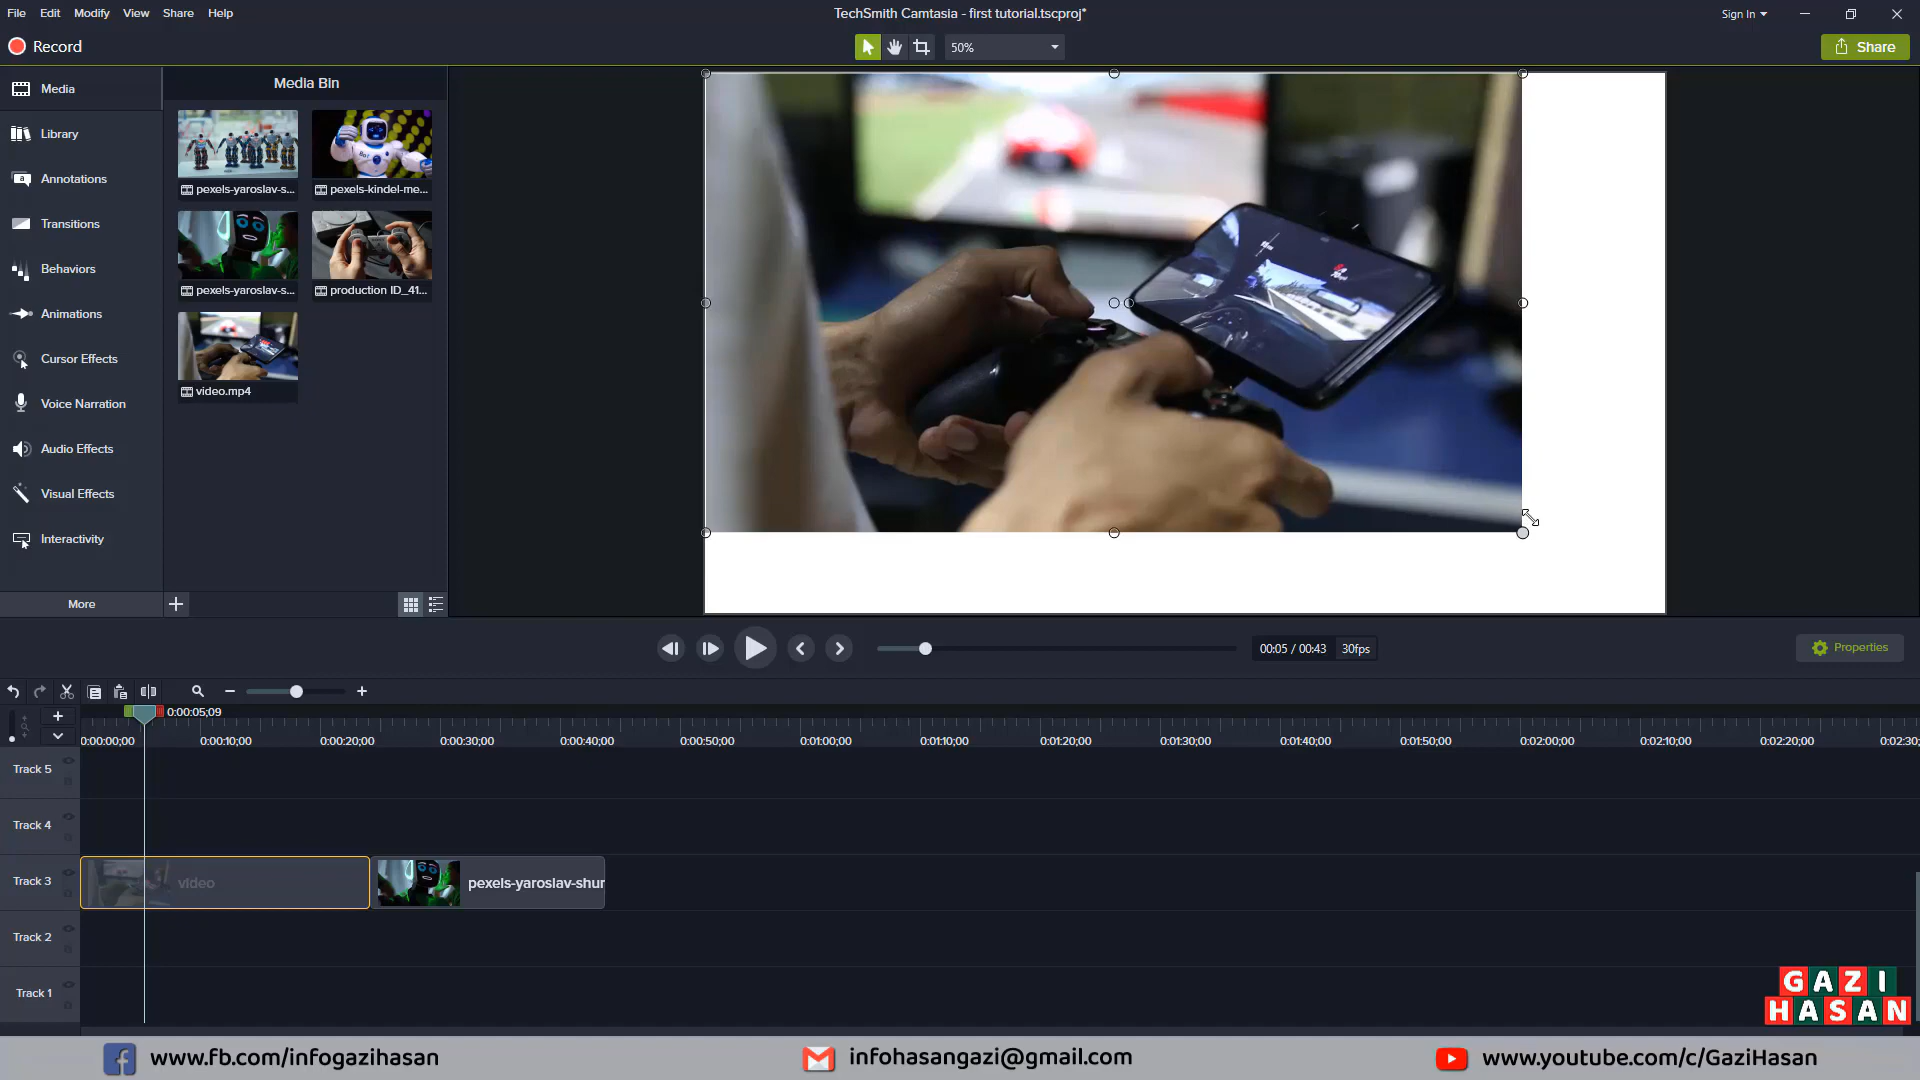 File Edit Modify View Share Help
TechSmith Camtasia - first tutorial.tscproj*
Sign In
Record
50%
Share
Media
Library
Annotations
Transitions
Behaviors
Animations
Cursor Effects
Voice Narration
Audio Effects
Visual Effects
Interactivity
More
Media Bin
pexels-yaroslav-s...
pexels-kindel-me...
pexels-yaroslav-s...
production ID_41...
video.mp4
00:05 / 00:43 30fps
Properties
0:00:05;09
0:00:00;00 0:00:10;00 0:00:20;00 0:00:30;00 0:00:40;00 0:00:50;00 0:01:00;00 0:01:10;00 0:01:20;00 0:01:30;00 0:01:40;00 0:01:50;00 0:02:00;00 0:02:10;00 0:02:20;00 0:02:30;
Track 5
Track 4
Track 3
video
pexels-yaroslav-shur
Track 2
Track 1
GAZI
HASAN
www.fb.com/infogazihasan
infohasangazi@gmail.com
www.youtube.com/c/GaziHasan